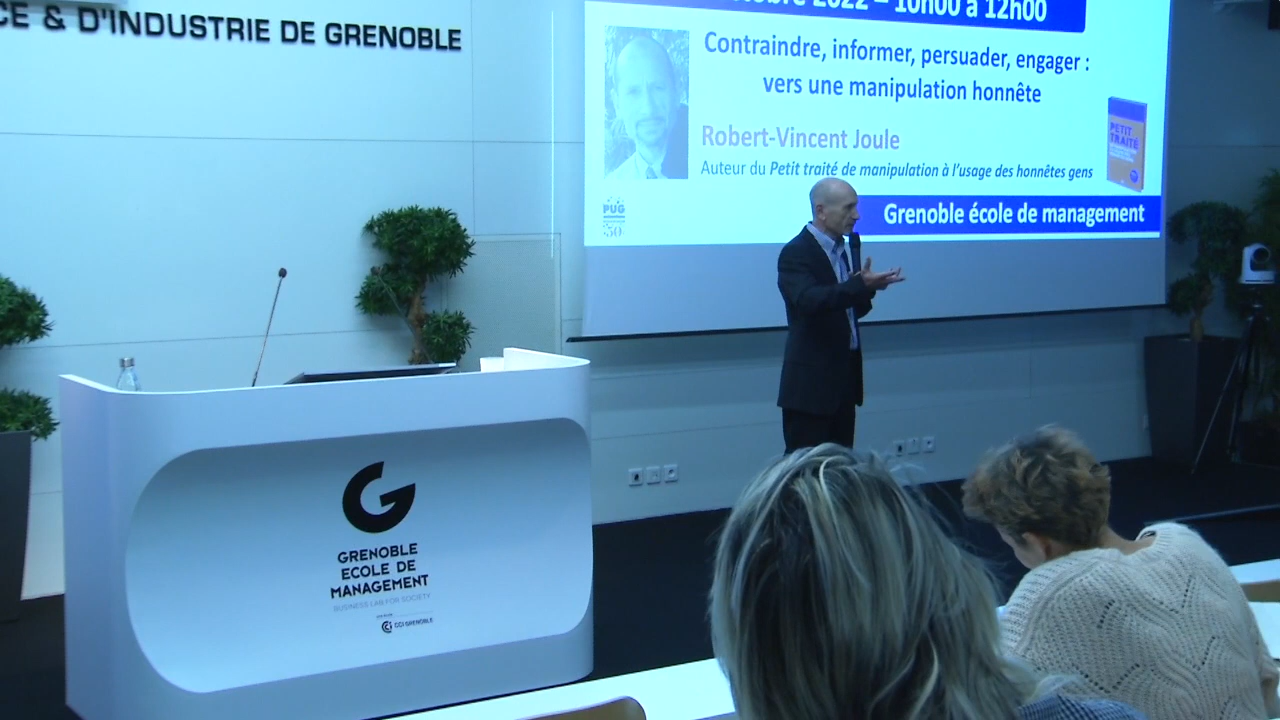 CE & D'INDUSTRIE DE GRENOBLE
2022 – 10h00 à 12h00
Contraindre, informer, persuader, engager :
vers une manipulation honnête
Robert-Vincent Joule
Auteur du Petit traité de manipulation à l'usage des honnêtes gens
PETIT
TRAITÉ
PUG
50
Grenoble école de management
G
GRENOBLE
ECOLE DE
MANAGEMENT
BUSINESS LAB FOR SOCIETY
CCI GRENOBLE